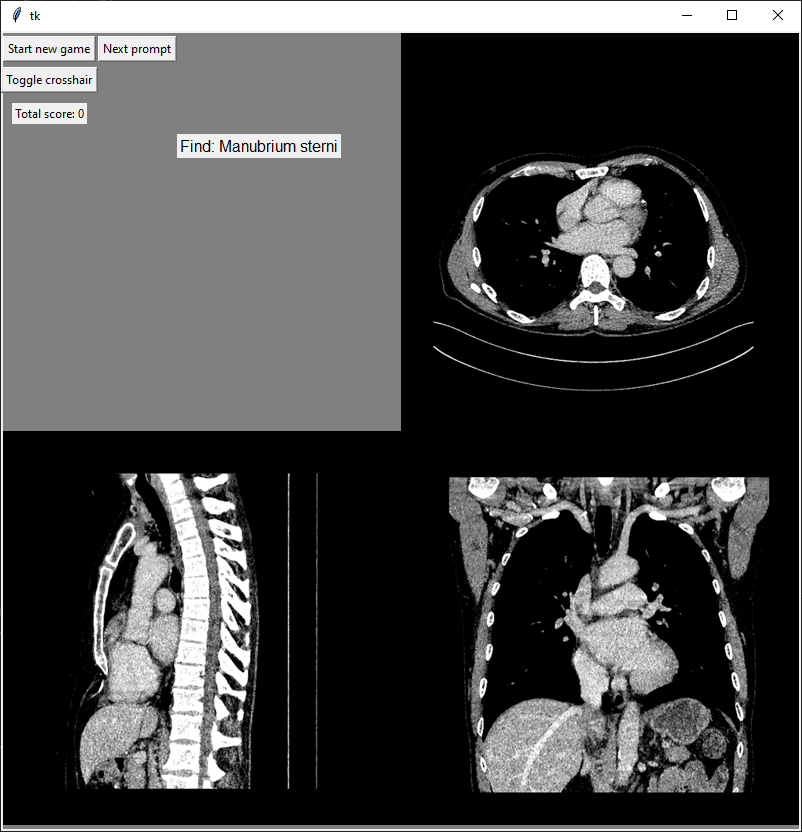 tk
Start new game
Next prompt
Toggle crosshair
Total score: 0
Find: Manubrium sterni